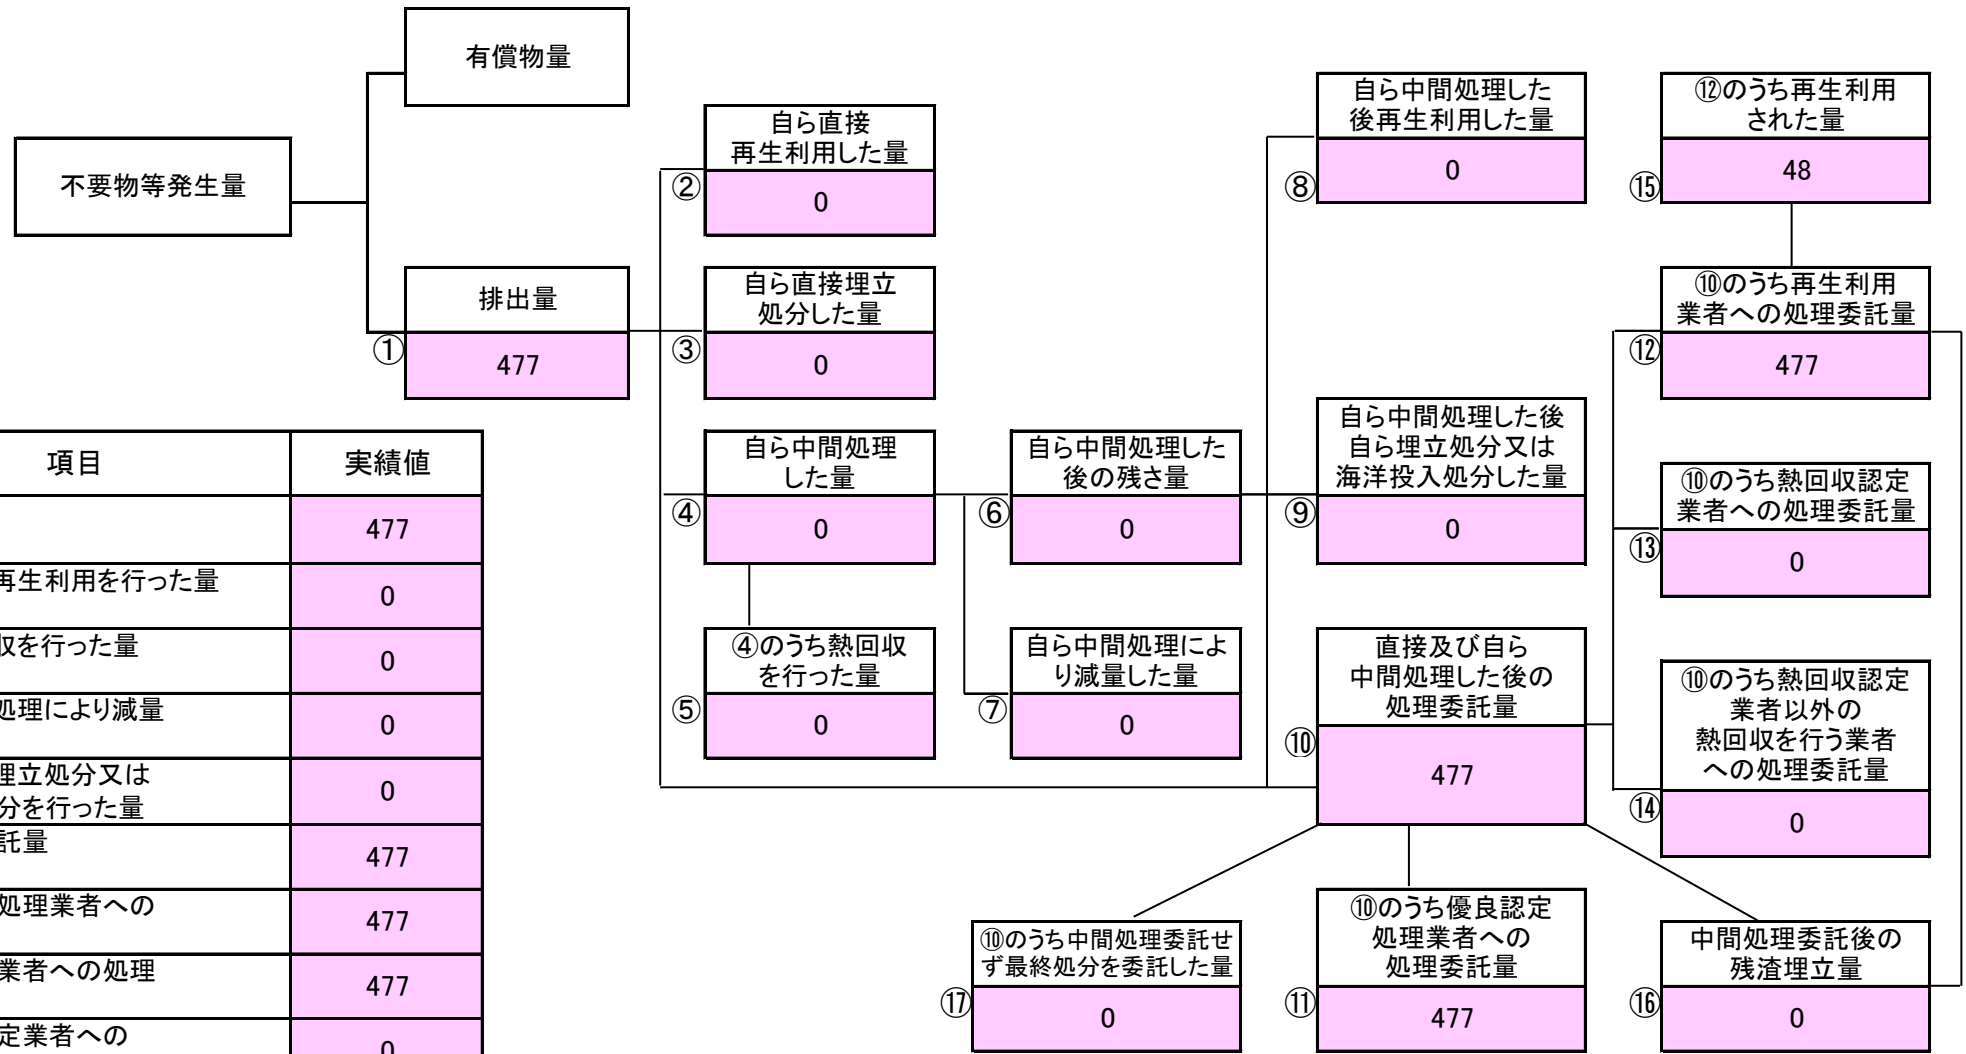 有償物量
不要物等発生量
排出量
①
477
自ら直接
再生利用した量
②
0
自ら直接埋立
処分した量
③
0
自ら中間処理
した量
④
0
④のうち熱回収
を行った量
⑤
0
自ら中間処理した
後の残さ量
⑥
0
自ら中間処理によ
り減量した量
⑦
0
自ら中間処理した
後再生利用した量
⑧
0
自ら中間処理した後
自ら埋立処分又は
海洋投入処分した量
⑨
0
直接及び自ら
中間処理した後の
処理委託量
⑩
477
⑫のうち再生利用
された量
⑮
48
⑩のうち再生利用
業者への処理委託量
⑫
477
⑩のうち熱回収認定
業者への処理委託量
⑬
0
⑩のうち熱回収認定
業者以外の
熱回収を行う業者
への処理委託量
⑭
0
⑩のうち中間処理委託せ
ず最終処分を委託した量
⑰
0
⑩のうち優良認定
処理業者への
処理委託量
⑪
477
中間処理委託後の
残渣埋立量
⑯
0
項目 実績値
477
再生利用を行った量
0
収を行った量
0
処理により減量
0
埋立処分又は
分を行った量
0
託量
477
処理業者への
477
業者への処理
477
定業者への
0